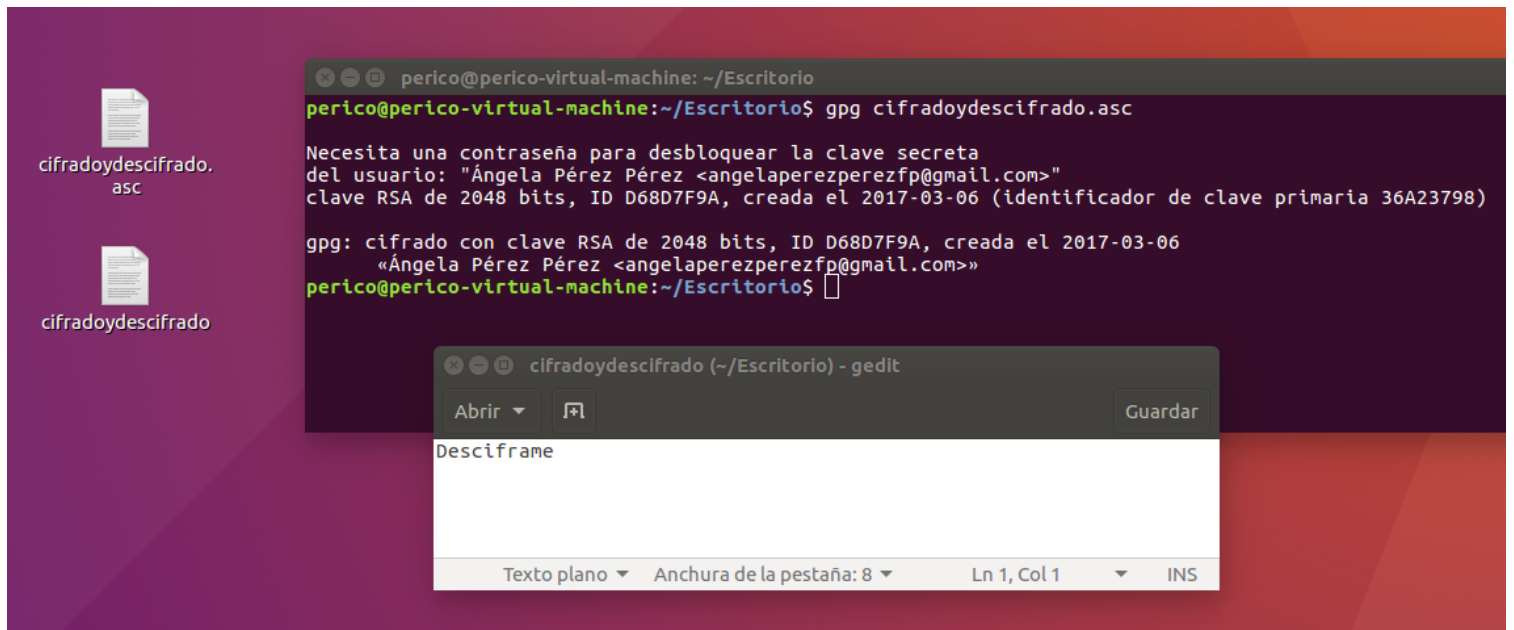 cifradoydescifrado.
asc
cifradoydescifrado
perico@perico-virtual-machine: ~/Escritorio
perico@perico-virtual-machine:~/Escritorio$ gpg cifradoydescifrado.asc
Necesita una contraseña para desbloquear la clave secreta
del usuario: "Ángela Pérez Pérez <angelaperezperezfp@gmail.com>"
clave RSA de 2048 bits, ID D68D7F9A, creada el 2017-03-06 (identificador de clave primaria 36A23798)
gpg: cifrado con clave RSA de 2048 bits, ID D68D7F9A, creada el 2017-03-06
«Ángela Pérez Pérez <angelaperezperezfp@gmail.com>»
perico@perico-virtual-machine:~/Escritorio$
cifradoydescifrado (~/Escritorio) - gedit
Abrir Guardar
Desciframe
Texto plano Anchura de la pestaña: 8 Ln 1, Col 1 INS